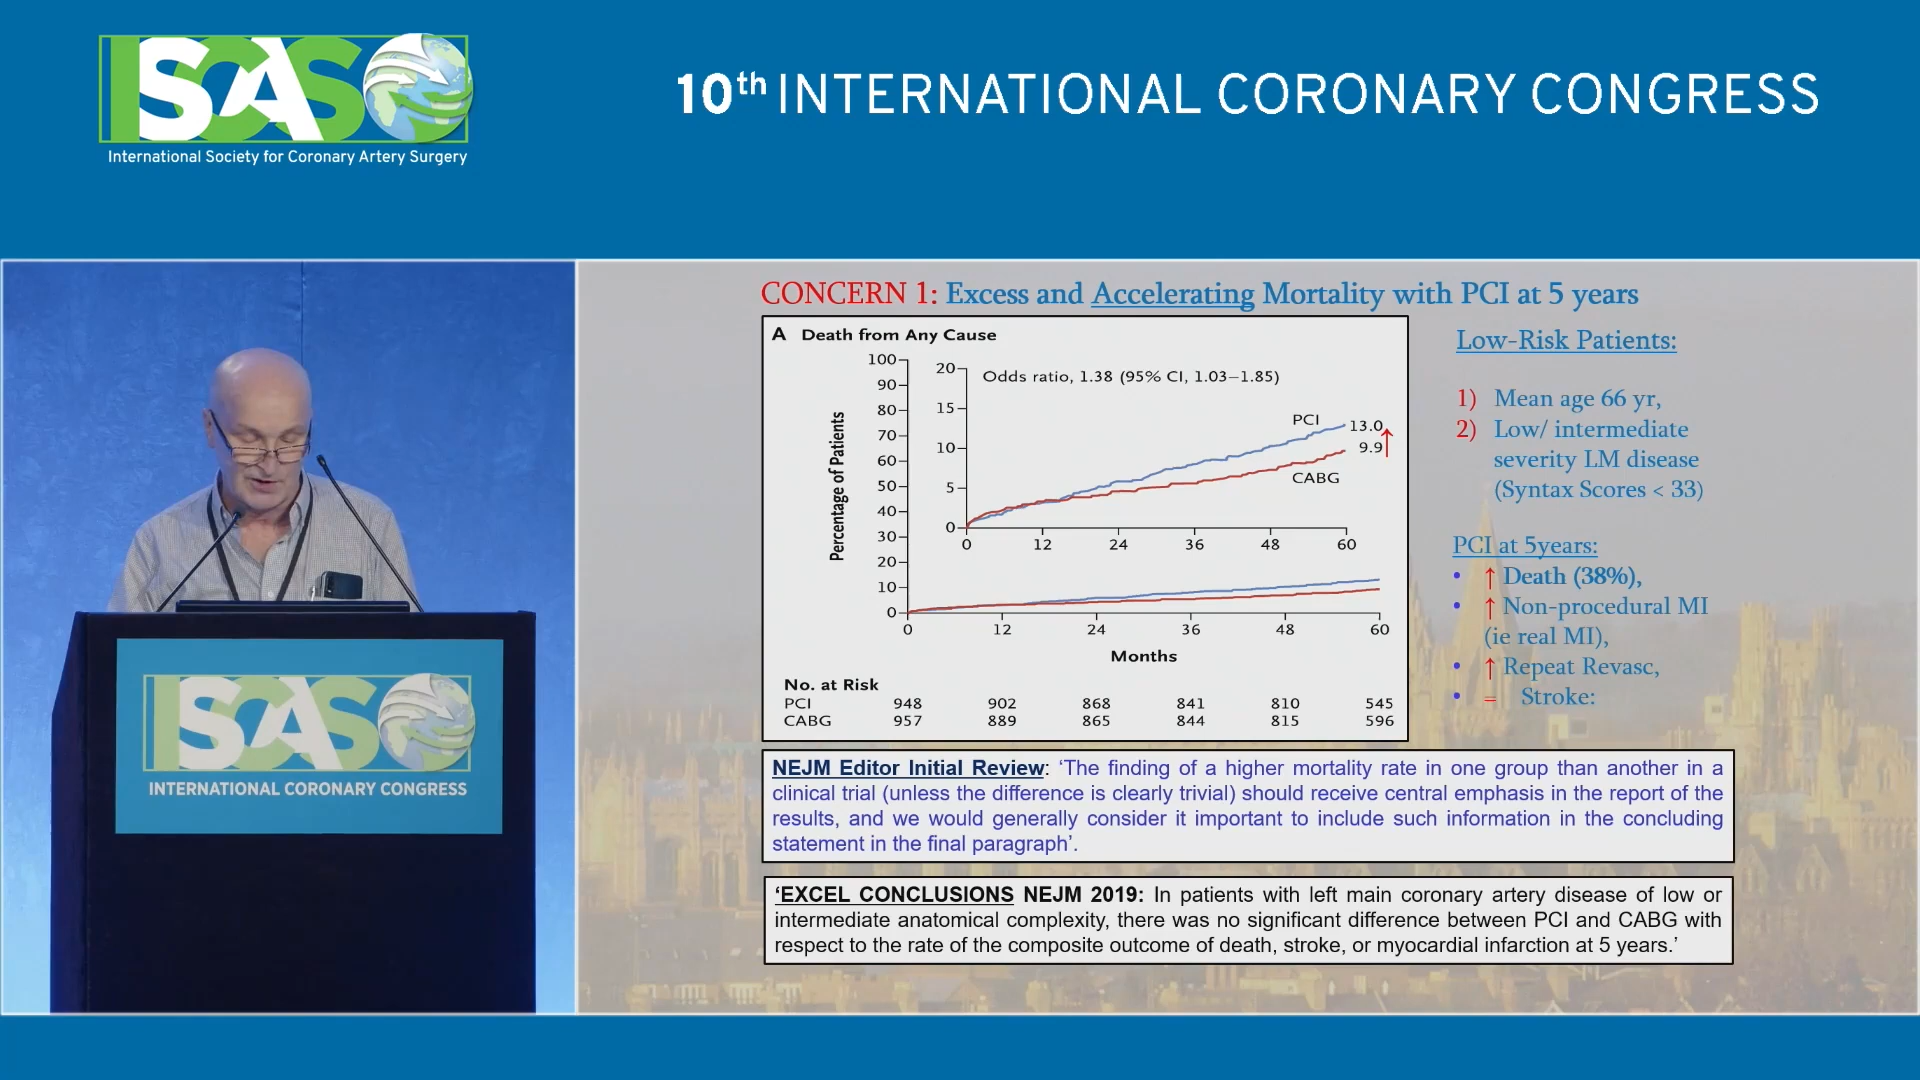 ISCAS
International Society for Coronary Artery Surgery
10th INTERNATIONAL CORONARY CONGRESS
ISCAS
INTERNATIONAL CORONARY CONGRESS
CONCERN 1: Excess and Accelerating Mortality with PCI at 5 years
A Death from Any Cause
Percentage of Patients
100
90
80
70
60
50
40
30
20
10
0
20
15
10
5
0
Odds ratio, 1.38 (95% CI, 1.03–1.85)
PCI
13.0
9.9
CABG
0 12 24 36 48 60
0 12 24 36 48 60
Months
No. at Risk
PCI 948 902 868 841 810 545
CABG 957 889 865 844 815 596
Low-Risk Patients:
1) Mean age 66 yr,
2) Low/ intermediate
severity LM disease
(Syntax Scores < 33)
PCI at 5years:
• ↑ Death (38%),
• ↑ Non-procedural MI
(ie real MI),
• ↑ Repeat Revasc,
• = Stroke:
NEJM Editor Initial Review: ‘The finding of a higher mortality rate in one group than another in a
clinical trial (unless the difference is clearly trivial) should receive central emphasis in the report of the
results, and we would generally consider it important to include such information in the concluding
statement in the final paragraph’.
‘EXCEL CONCLUSIONS NEJM 2019: In patients with left main coronary artery disease of low or
intermediate anatomical complexity, there was no significant difference between PCI and CABG with
respect to the rate of the composite outcome of death, stroke, or myocardial infarction at 5 years.’